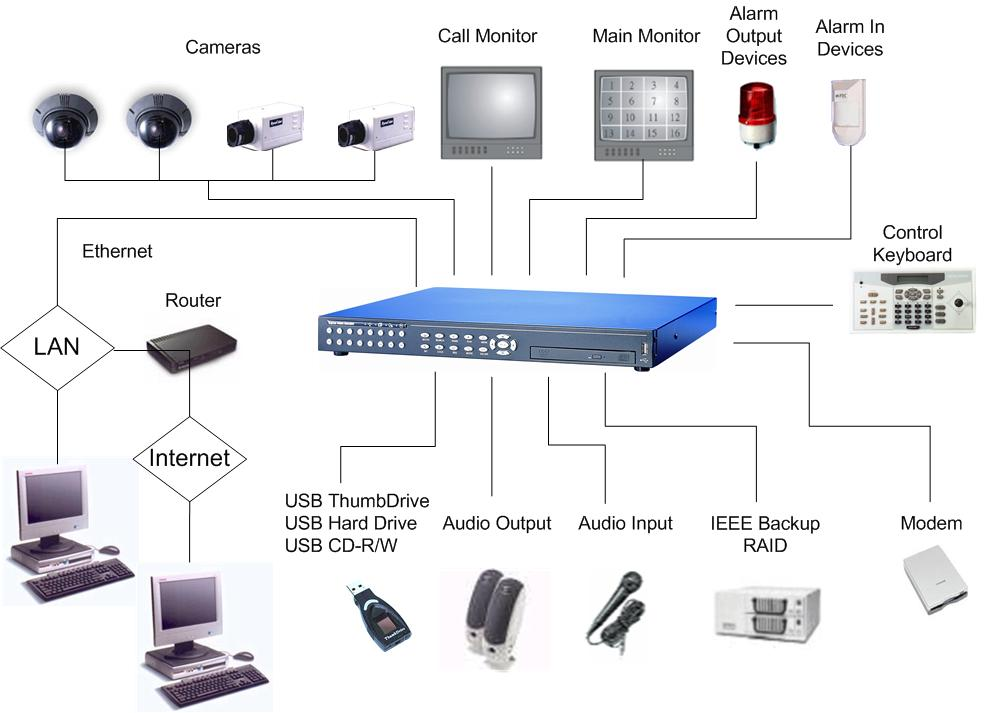 Cameras
Call Monitor
Main Monitor
Alarm
Output
Devices
Alarm In
Devices
1 2 3 4
5 6 7 8
9 10 11 12
13 14 15 16
Ethernet
Control
Keyboard
Router
LAN
Internet
USB ThumbDrive
USB Hard Drive
USB CD-R/W
Audio Output
Audio Input
IEEE Backup
RAID
Modem
ThumbDrive